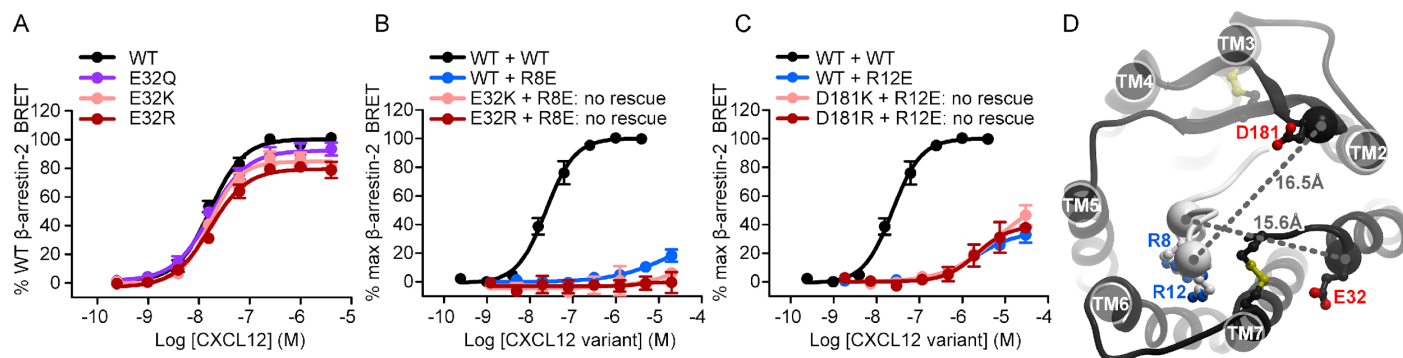 A
WT
E32Q
E32K
E32R
% WT β-arrestin-2 BRET
120
100
80
60
40
20
0
-10 -9 -8 -7 -6 -5
Log [CXCL12] (M)
B
WT + WT
WT + R8E
E32K + R8E: no rescue
E32R + R8E: no rescue
% max β-arrestin-2 BRET
120
100
80
60
40
20
0
-10 -9 -8 -7 -6 -5 -4
Log [CXCL12 variant] (M)
C
WT + WT
WT + R12E
D181K + R12E: no rescue
D181R + R12E: no rescue
% max β-arrestin-2 BRET
120
100
80
60
40
20
0
-10 -9 -8 -7 -6 -5 -4
Log [CXCL12 variant] (M)
D
TM3
TM4
D181
TM2
16.5Å
TM5
15.6Å
R8
R12
E32
TM6
TM7